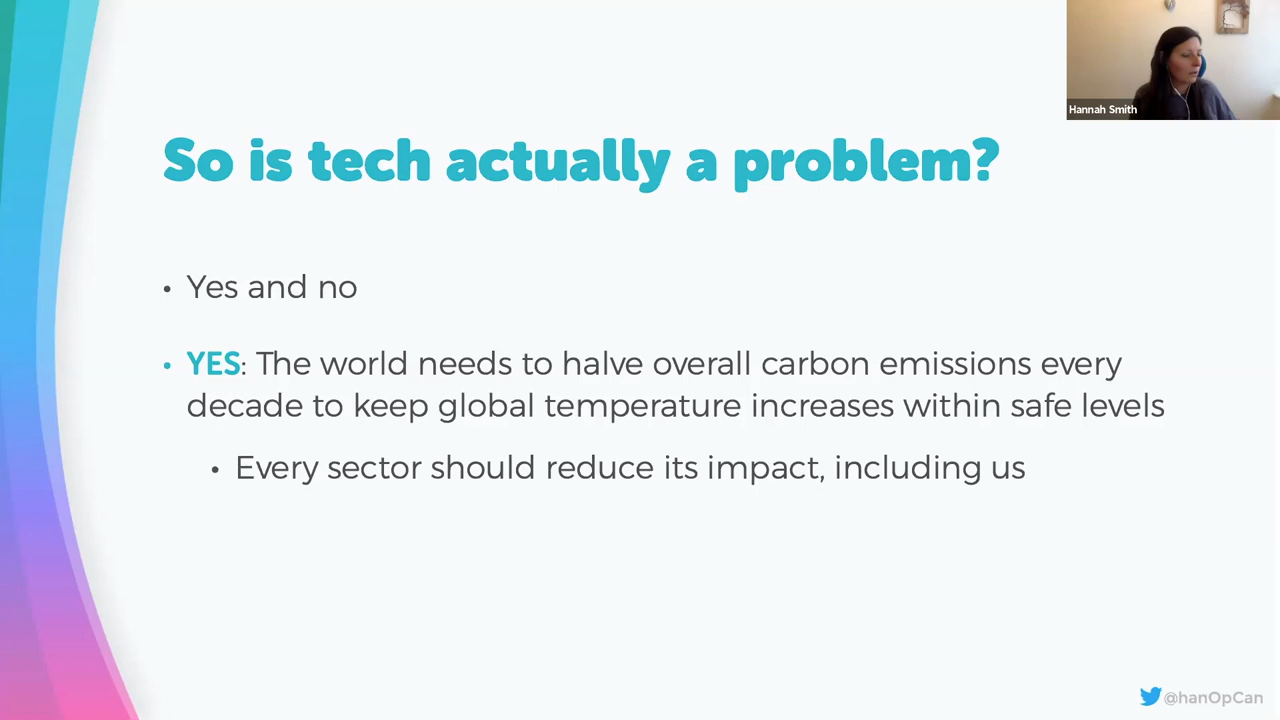 Hannah Smith
So is tech actually a problem?
• Yes and no
• YES: The world needs to halve overall carbon emissions every
decade to keep global temperature increases within safe levels
• Every sector should reduce its impact, including us
@hanOpCan